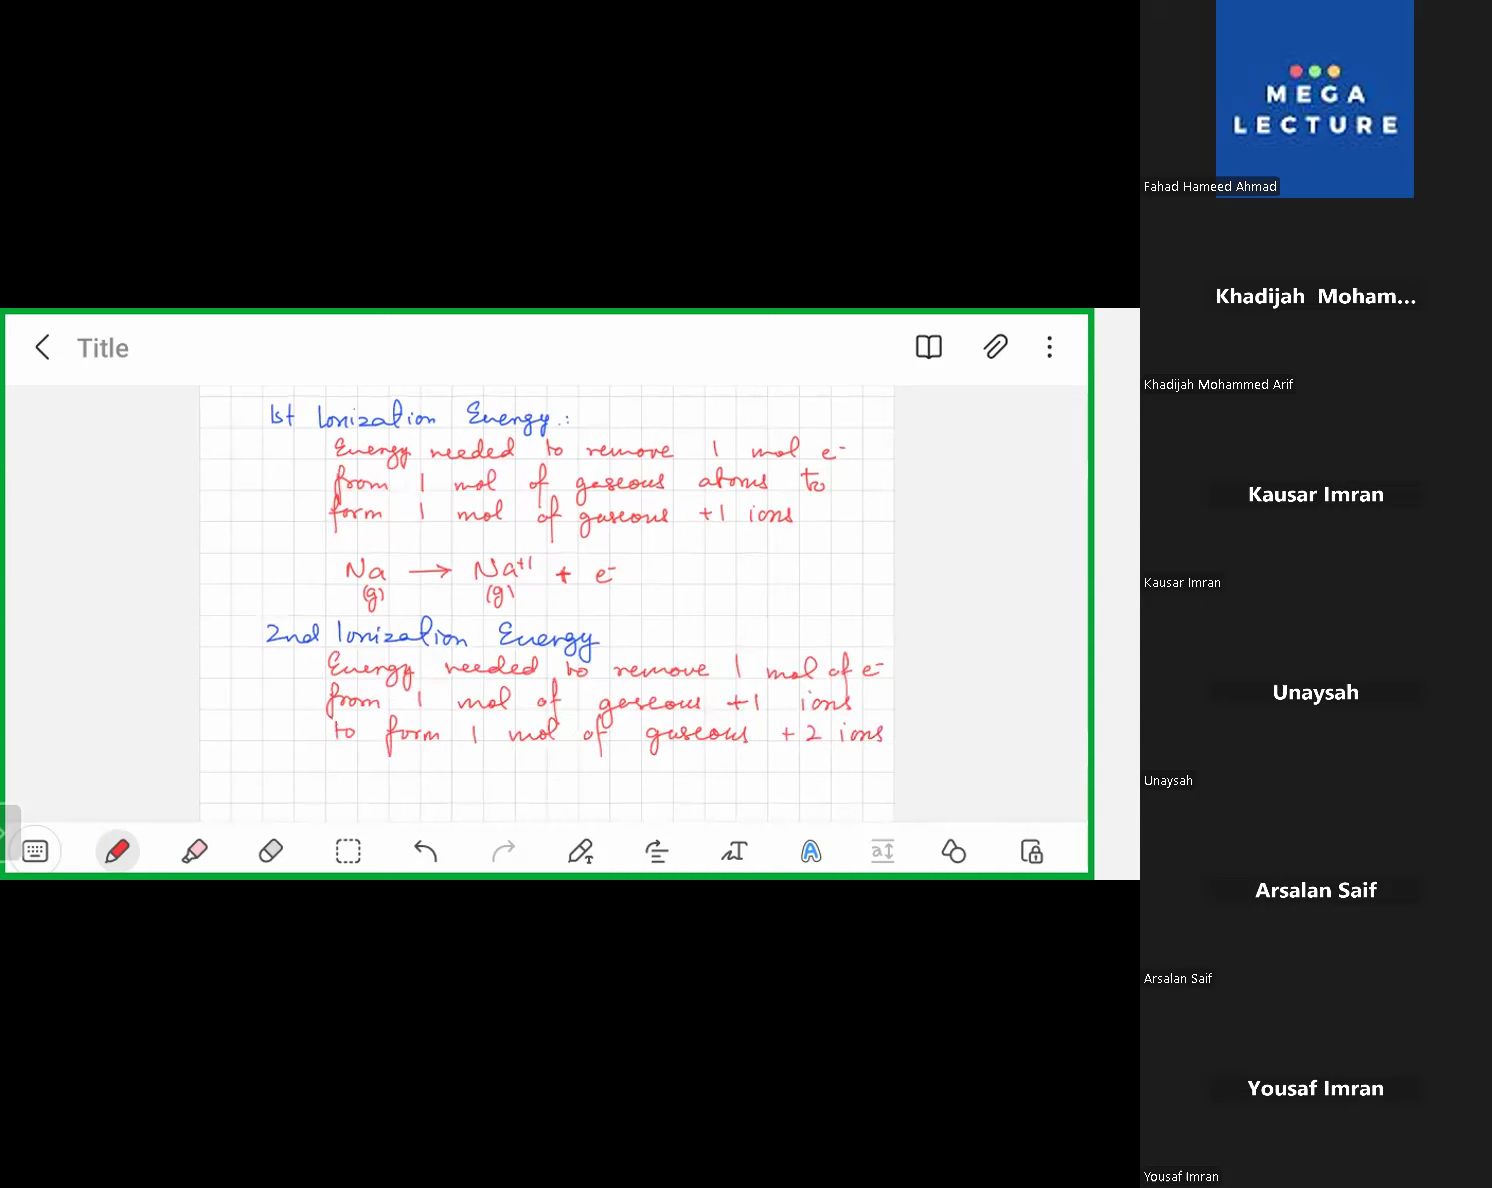 MEGA
LECTURE
Fahad Hameed Ahmad
Khadijah Moham...
Khadijah Mohammed Arif
Kausar Imran
Kausar Imran
Unaysah
Unaysah
Arsalan Saif
Arsalan Saif
Yousaf Imran
Yousaf Imran
Title
1st Ionization Energy:
Energy needed to remove 1 mol e-
from 1 mol of gaseous atoms to
form 1 mol of gaseous +1 ions
Na → Na+1 + e-
(g) (g)
2nd Ionization Energy
Energy needed to remove 1 mol of e-
from 1 mol of gaseous +1 ions
to form 1 mol of gaseous +2 ions